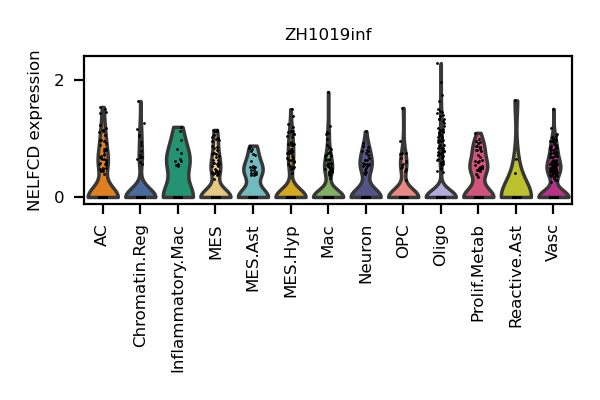 ZH1019inf
NELFCD expression
2
0
AC
Chromatin.Reg
Inflammatory.Mac
MES
MES.Ast
MES.Hyp
Mac
Neuron
OPC
Oligo
Prolif.Metab
Reactive.Ast
Vasc